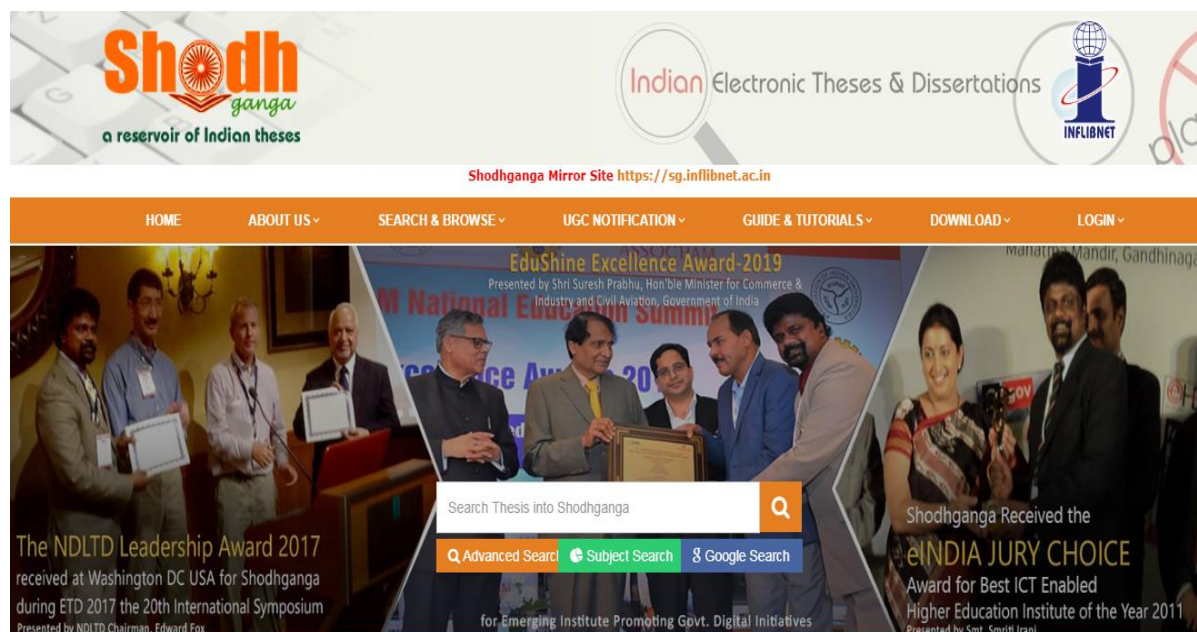 Shodh
ganga
a reservoir of Indian theses
Indian Electronic Theses & Dissertations
INFLIBNET
Shodhganga Mirror Site https://sg.inflibnet.ac.in
HOME ABOUT US SEARCH & BROWSE UGC NOTIFICATION GUIDE & TUTORIALS DOWNLOAD LOGIN
ASSOCHAM
EduShine Excellence Award-2019
Presented by Shri Suresh Prabhu, Hon'ble Minister for Commerce &
Industry and Civil Aviation, Government of India
M National Education Summit
Mahatma Mandir, Gandhinaga
Search Thesis into Shodhganga
Advanced Searcl Subject Search g Google Search
The NDLTD Leadership Award 2017
received at Washington DC USA for Shodhganga
during ETD 2017 the 20th International Symposium
Presented by NDLTD Chairman, Edward Fox
for Emerging Institute Promoting Govt. Digital Initiatives
Shodhganga Received the
eINDIA JURY CHOICE
Award for Best ICT Enabled
Higher Education Institute of the Year 2011
Presented by Smt. Smriti Irani